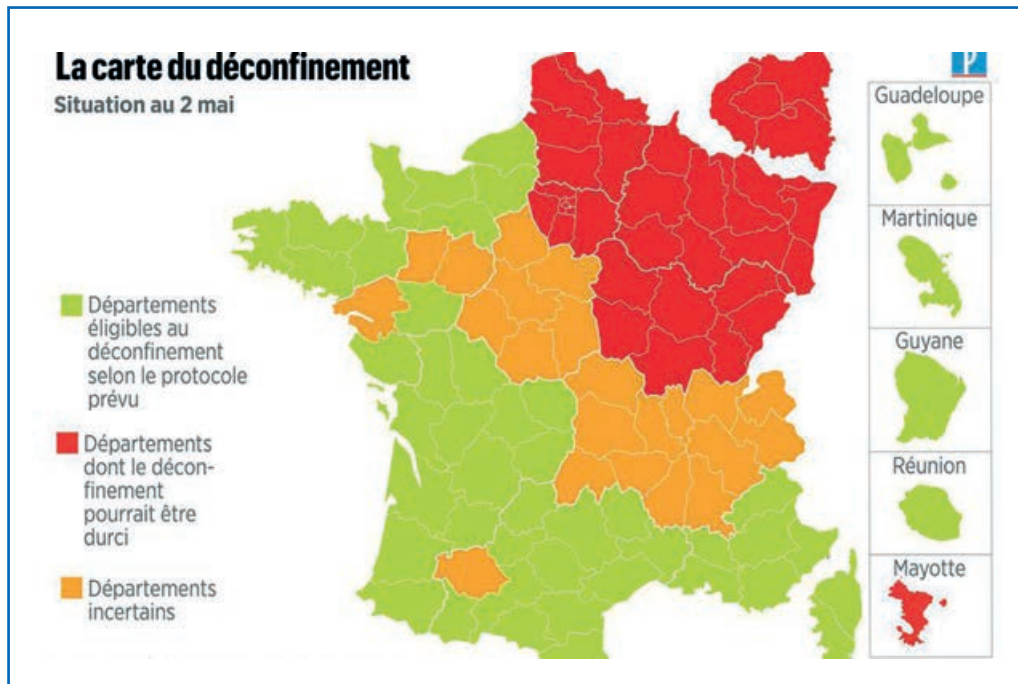 La carte du déconfinement
Situation au 2 mai
Départements
éligibles au
déconfinement
selon le protocole
prévu
Départements
dont le décon-
finement
pourrait être
durci
Départements
incertains
Guadeloupe
Martinique
Guyane
Réunion
Mayotte